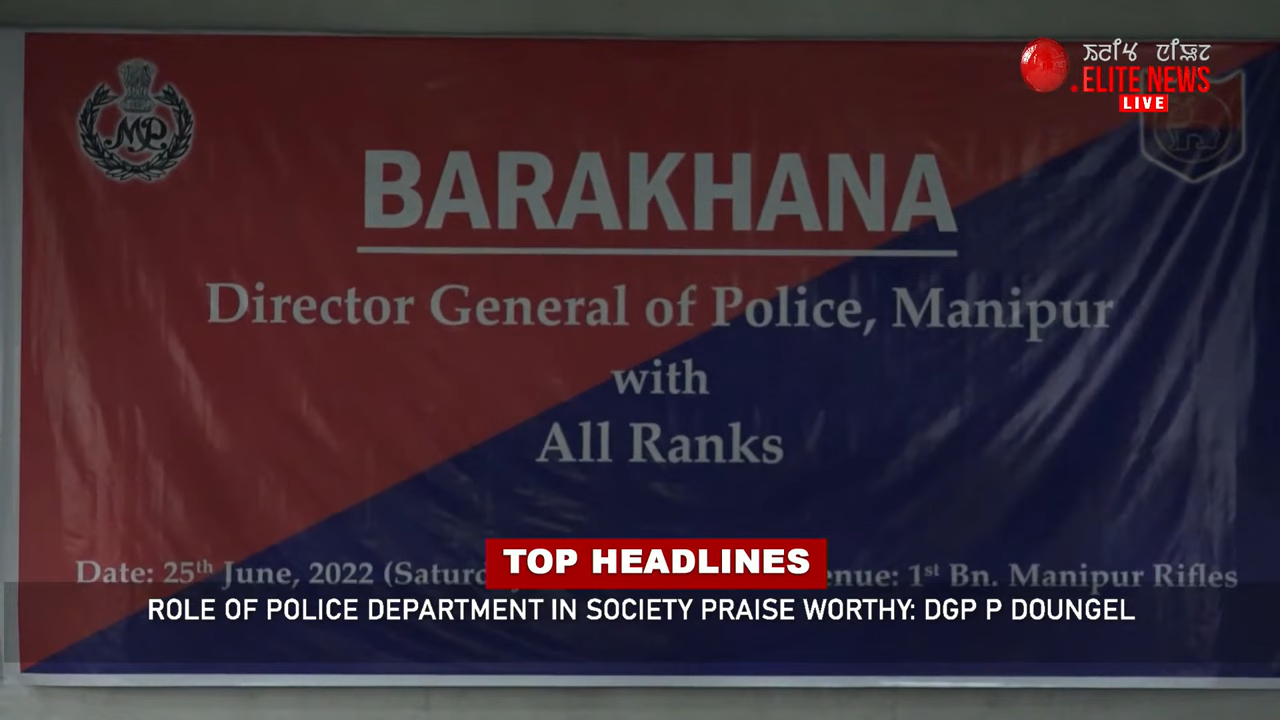 MP
ꯏꯂꯥꯏꯠ ꯅꯤꯎꯖ
ELITE NEWS
LIVE
BARAKHANA
Director General of Police, Manipur
with
All Ranks
Date: 25th June, 2022 (Satur
enue: 1st Bn. Manipur Rifles
TOP HEADLINES
ROLE OF POLICE DEPARTMENT IN SOCIETY PRAISE WORTHY: DGP P DOUNGEL